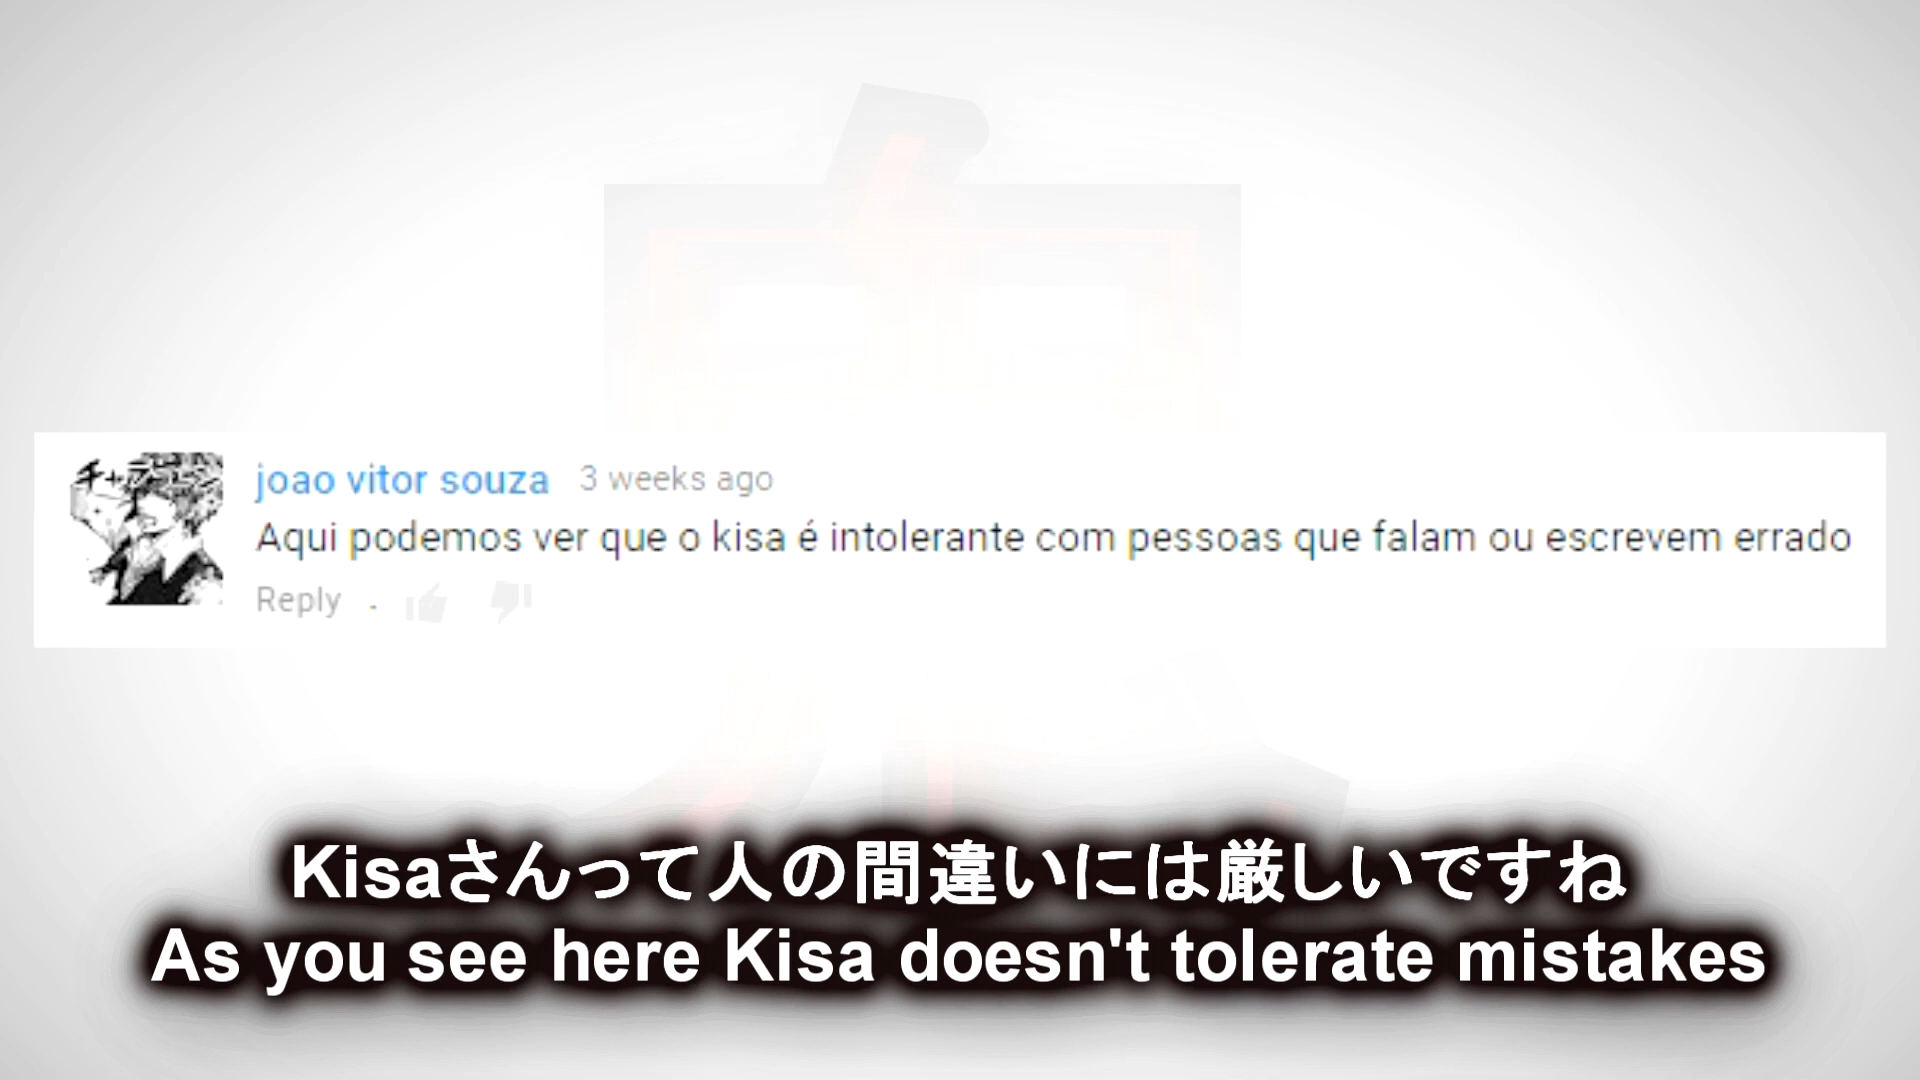 joao vitor souza 3 weeks ago
Aqui podemos ver que o kisa é intolerante com pessoas que falam ou escrevem errado
Reply
Kisaさんって人の間違いには厳しいですね
As you see here Kisa doesn't tolerate mistakes